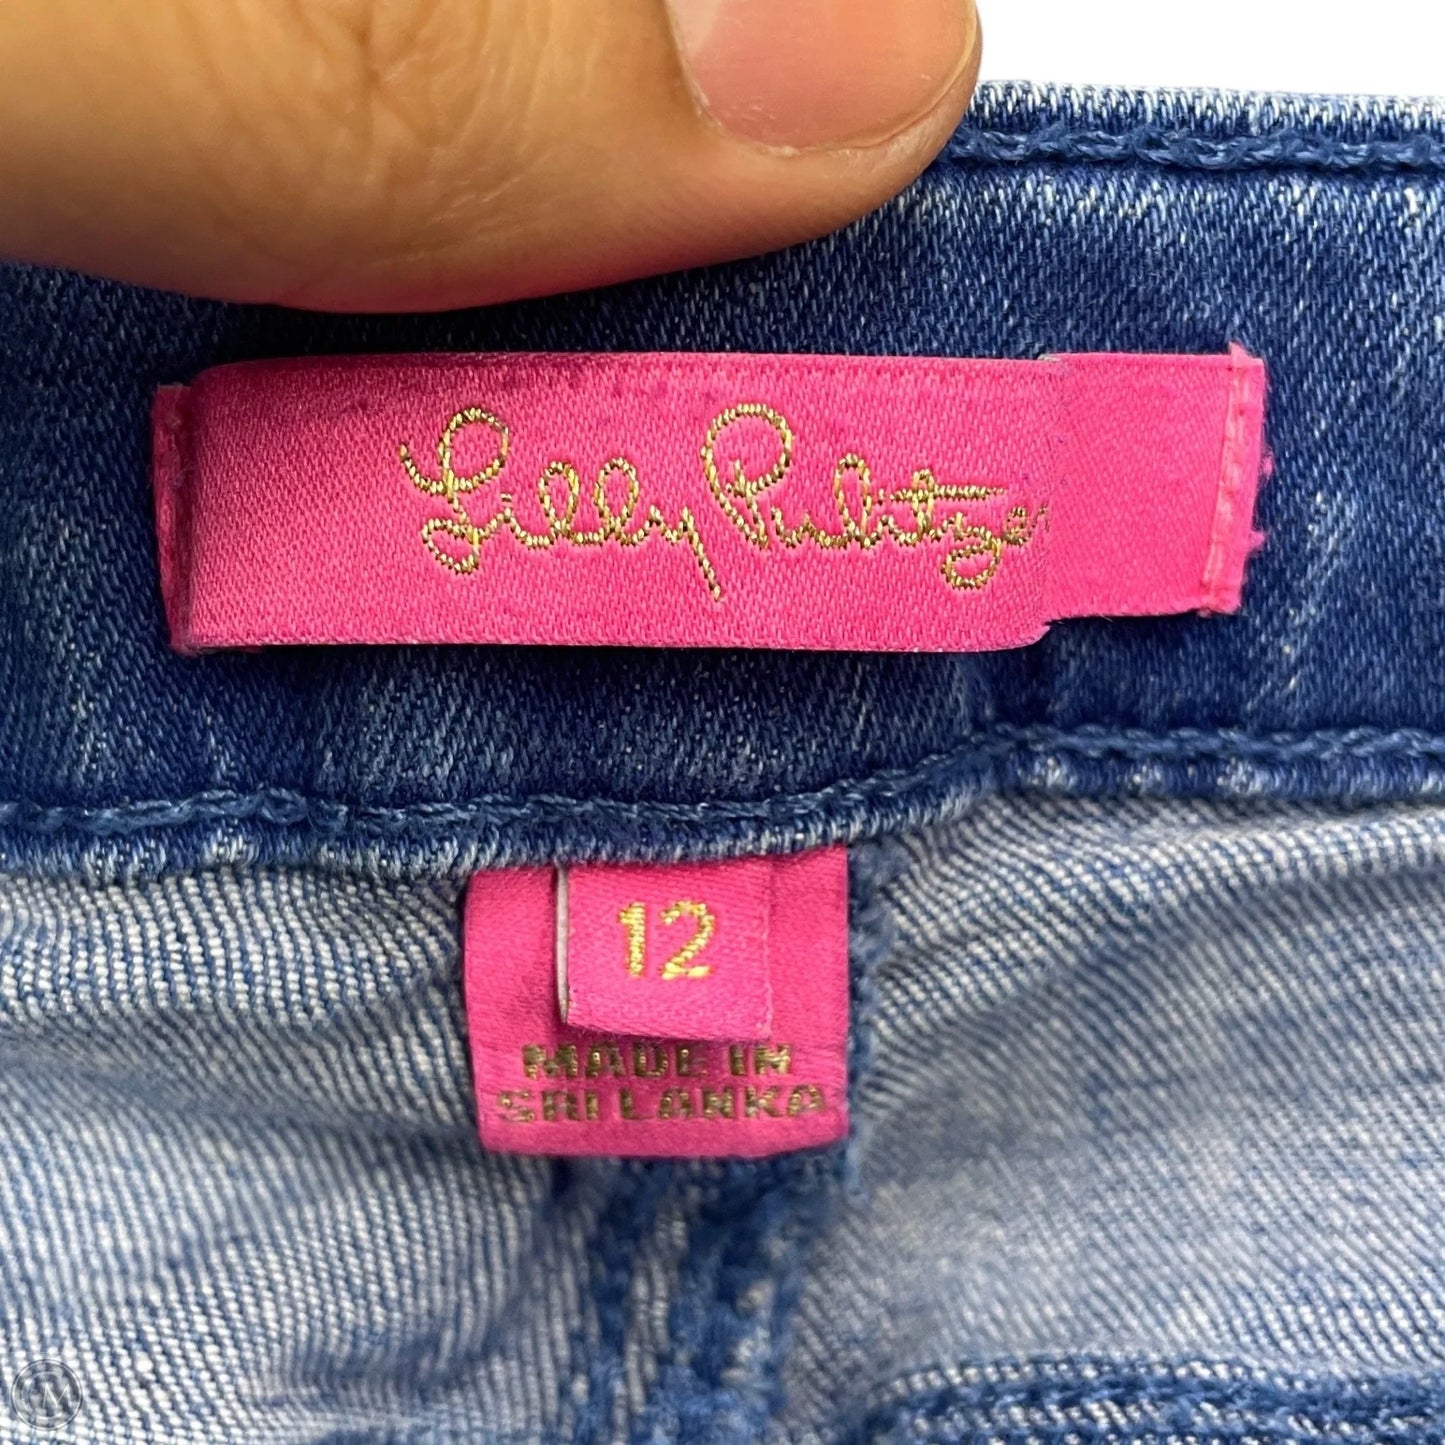 Lilly Pulitzer
12
MADE IN
SRI LANKA